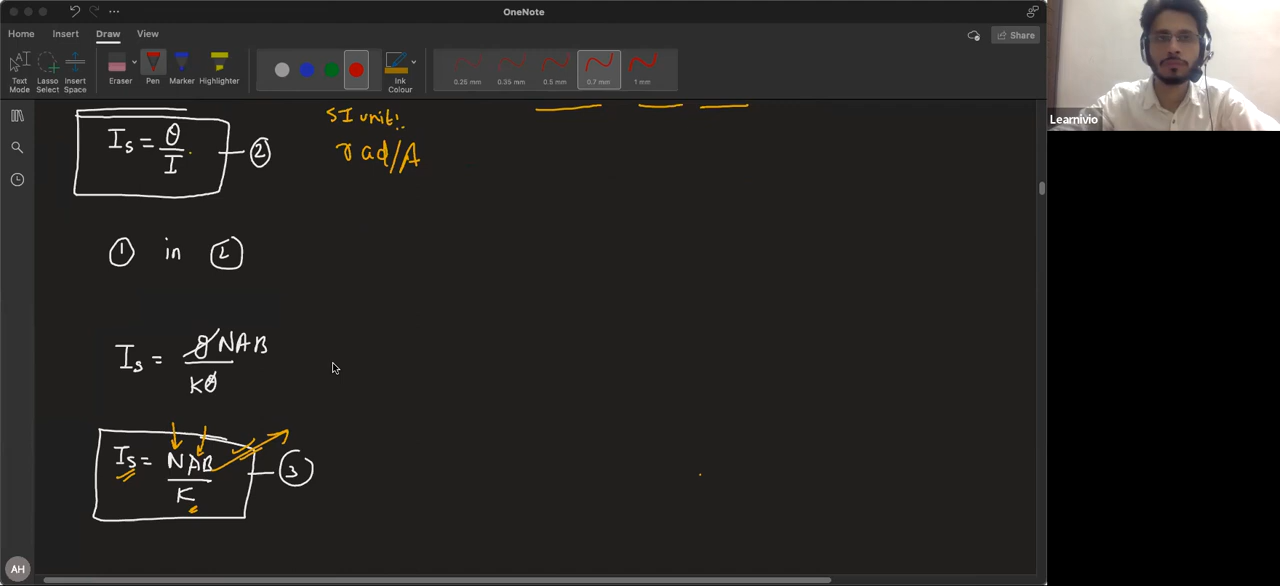 OneNote
Home Insert Draw View
Share
Text Mode
Lasso Select
Insert Space
Eraser
Pen
Marker
Highlighter
Ink Colour
0.25 mm
0.35 mm
0.5 mm
0.7 mm
1 mm
Learnivio
Is = θ/I — ②
SI unit:
rad/A
① in ②
Is = θNAB/Kθ
Is = NAB/K — ③
AH